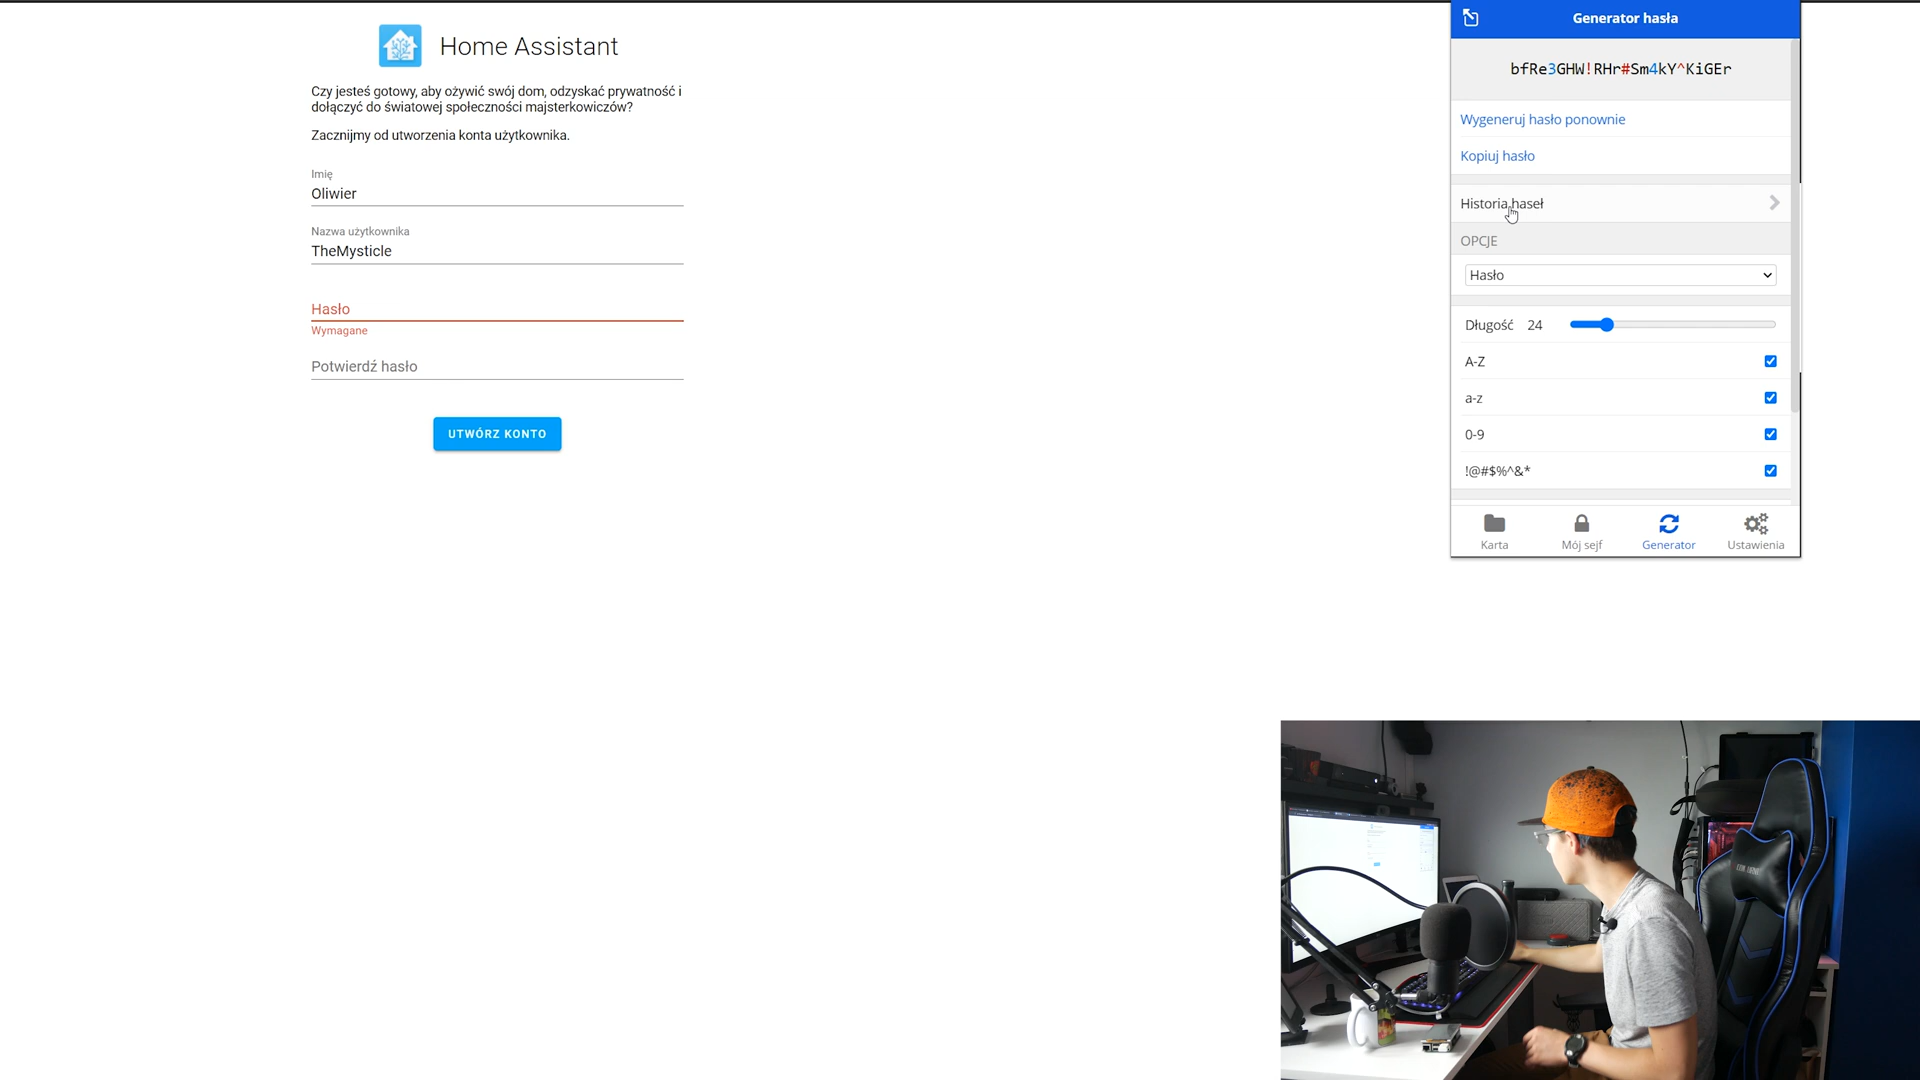 Home Assistant
Czy jesteś gotowy, aby ożywić swój dom, odzyskać prywatność i
dołączyć do światowej społeczności majsterkowiczów?
Zacznijmy od utworzenia konta użytkownika.
Imię
Oliwier
Nazwa użytkownika
TheMysticle
Hasło
Wymagane
Potwierdź hasło
UTWÓRZ KONTO
Generator hasła
bfRe3GHW!RHr#Sm4kY^KiGEr
Wygeneruj hasło ponownie
Kopiuj hasło
Historia haseł
OPCJE
Hasło
Długość 24
A-Z
a-z
0-9
!@#$%^&*
Karta
Mój sejf
Generator
Ustawienia